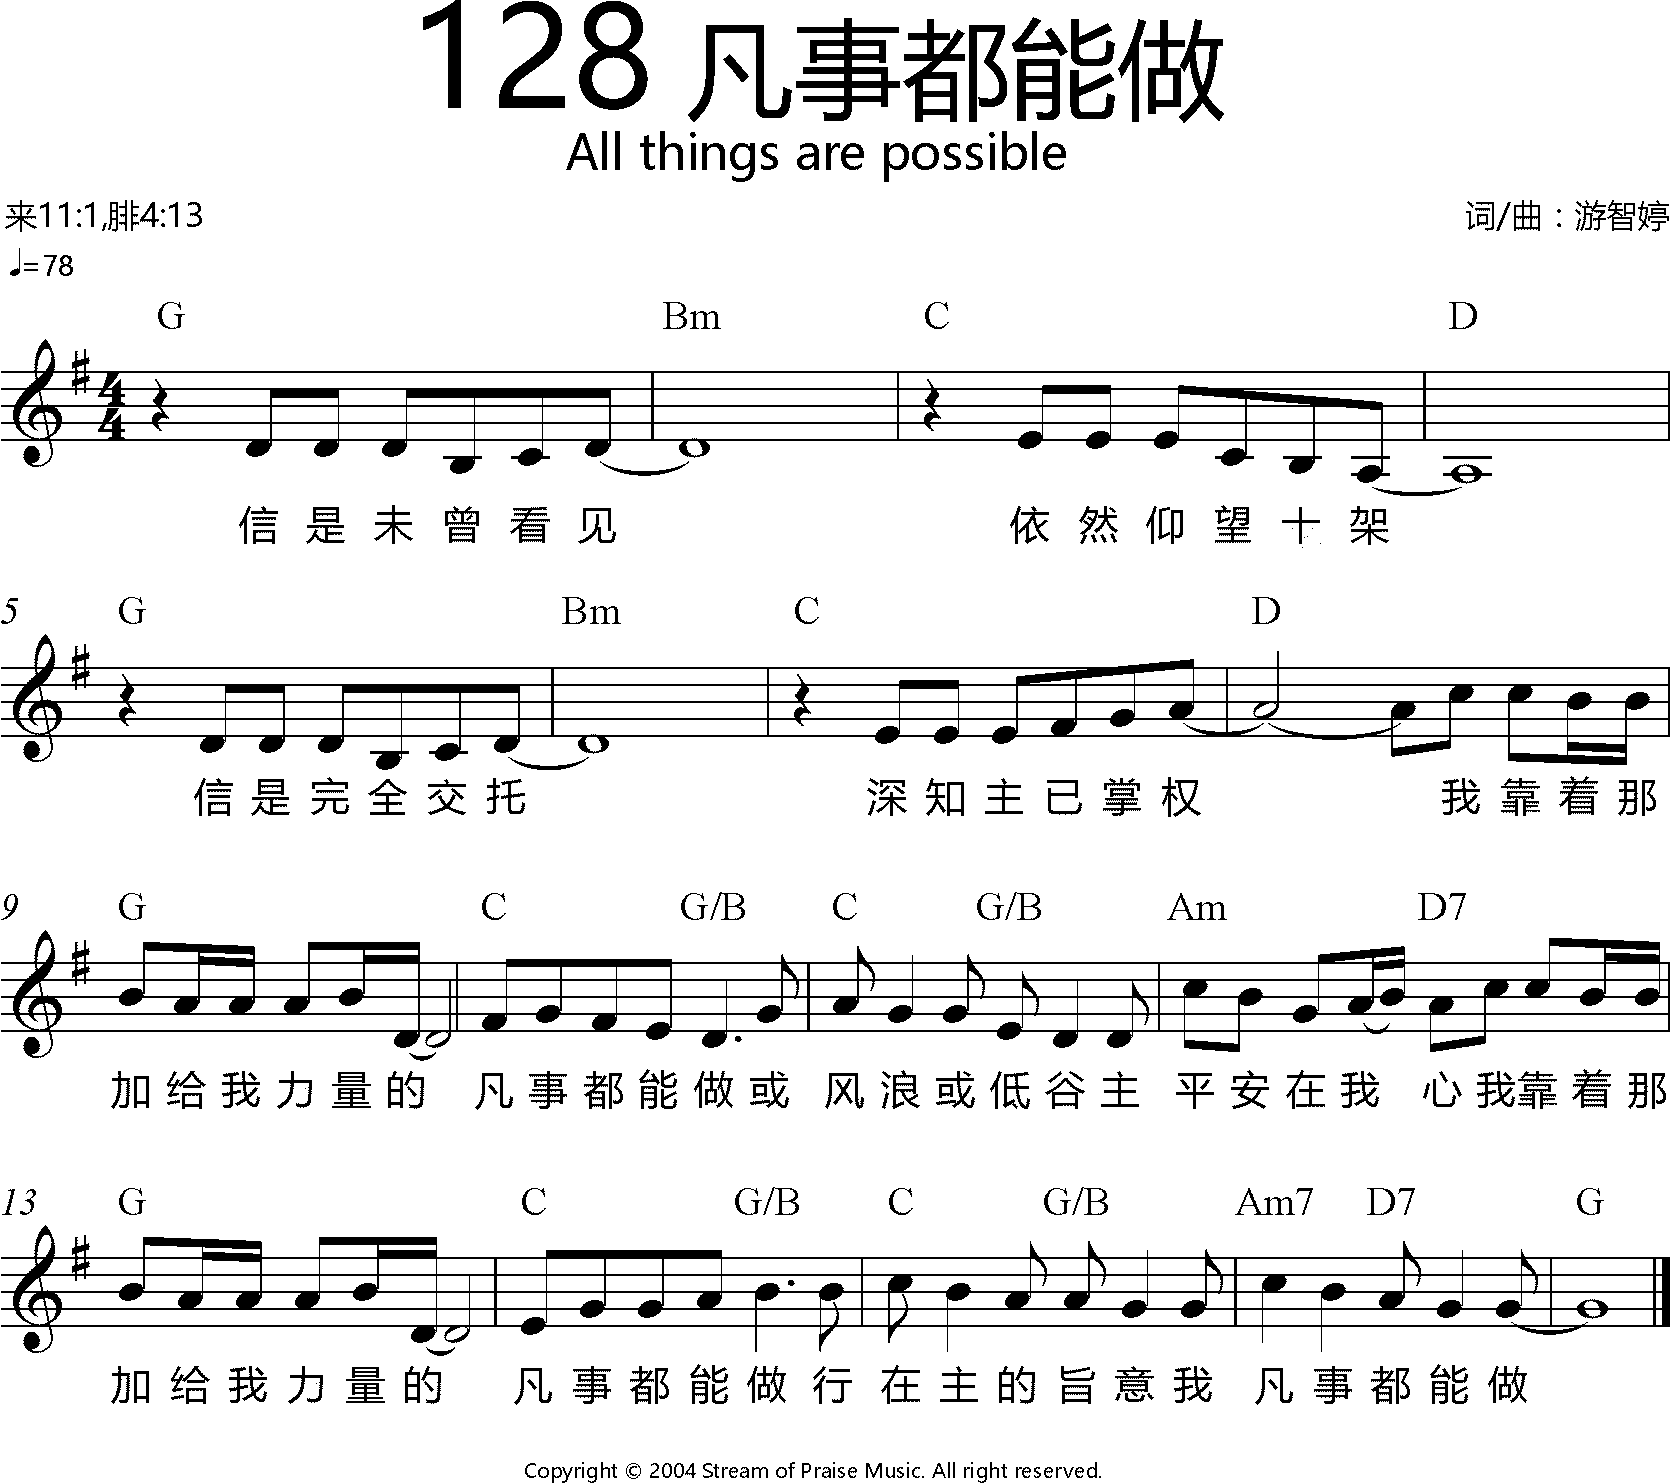 128 凡事都能做
All things are possible
来11:1,腓4:13
词/曲：游智婷
♩=78
G Bm C D
4/4
信是未曾看见 依然仰望十架
5 G Bm C D
信是完全交托 深知主已掌权 我靠着那
9 G C G/B C G/B Am D7
加给我力量的 凡事都能做或 风浪或低谷主 平安在我 心我靠着那
13 G C G/B C G/B Am7 D7 G
加给我力量的 凡事都能做行 在主的旨意我 凡事都能做
Copyright © 2004 Stream of Praise Music. All right reserved.